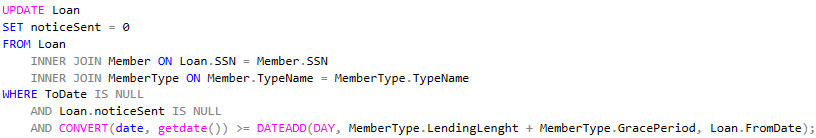 UPDATE Loan
SET noticeSent = 0
FROM Loan
INNER JOIN Member ON Loan.SSN = Member.SSN
INNER JOIN MemberType ON Member.TypeName = MemberType.TypeName
WHERE ToDate IS NULL
AND Loan.noticeSent IS NULL
AND CONVERT(date, getdate()) >= DATEADD(DAY, MemberType.LendingLenght + MemberType.GracePeriod, Loan.FromDate);